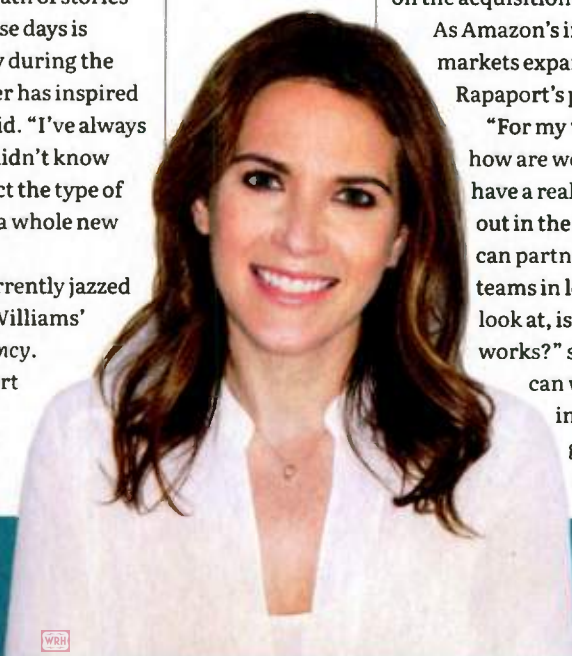 ath of stories
se days is
y during the
er has inspired
id. “I’ve always
idn’t know
ct the type of
a whole new
rrently jazzed
Williams’
ncy.
rt
on the acquisition
As Amazon’s i
markets expa
Rapaport’s p
“For my
how are we
have a real
out in the
can partn
teams in l
look at, is
works?” s
can
in
WRH